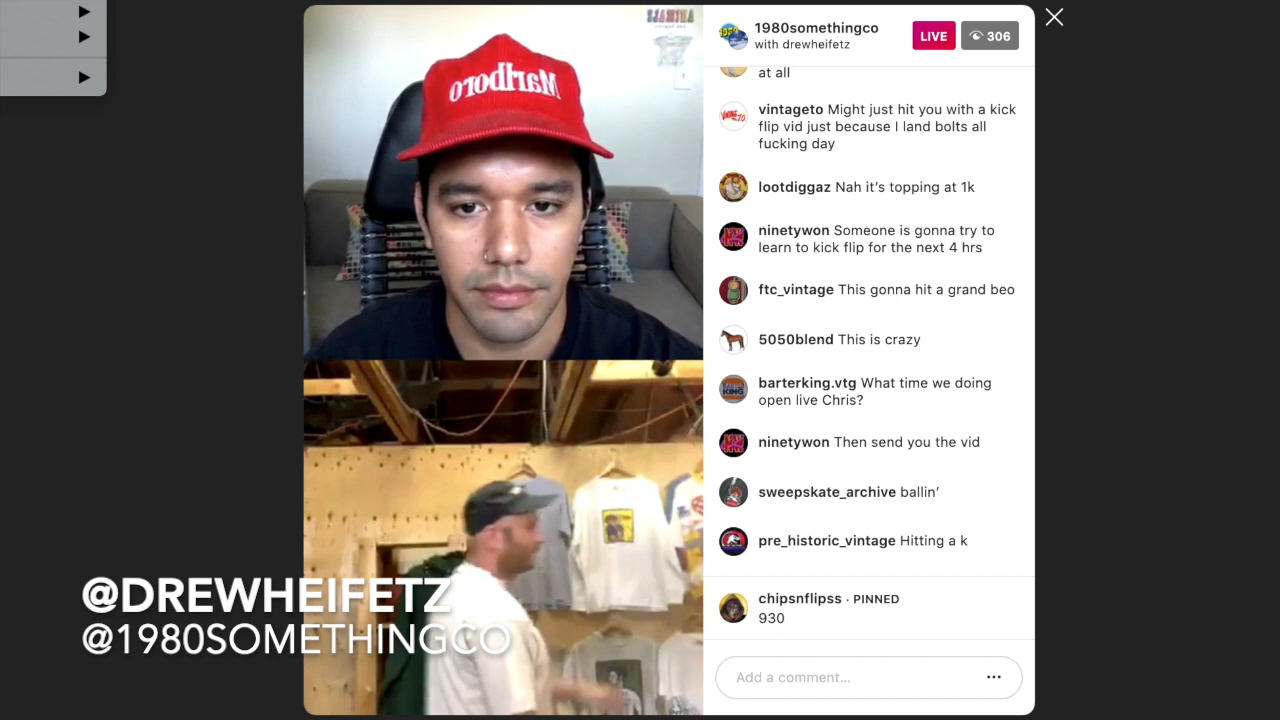 Marlboro
1980somethingco
with drewheifetz
LIVE
306
at all
vintageto Might just hit you with a kick
flip vid just because I land bolts all
fucking day
lootdiggaz Nah it's topping at 1k
ninetywon Someone is gonna try to
learn to kick flip for the next 4 hrs
ftc_vintage This gonna hit a grand beo
5050blend This is crazy
barterking.vtg What time we doing
open live Chris?
ninetywon Then send you the vid
sweepskate_archive ballin'
pre_historic_vintage Hitting a k
chipsnflipss · PINNED
930
Add a comment...
@DREWHEIFETZ
@1980SOMETHINGCO